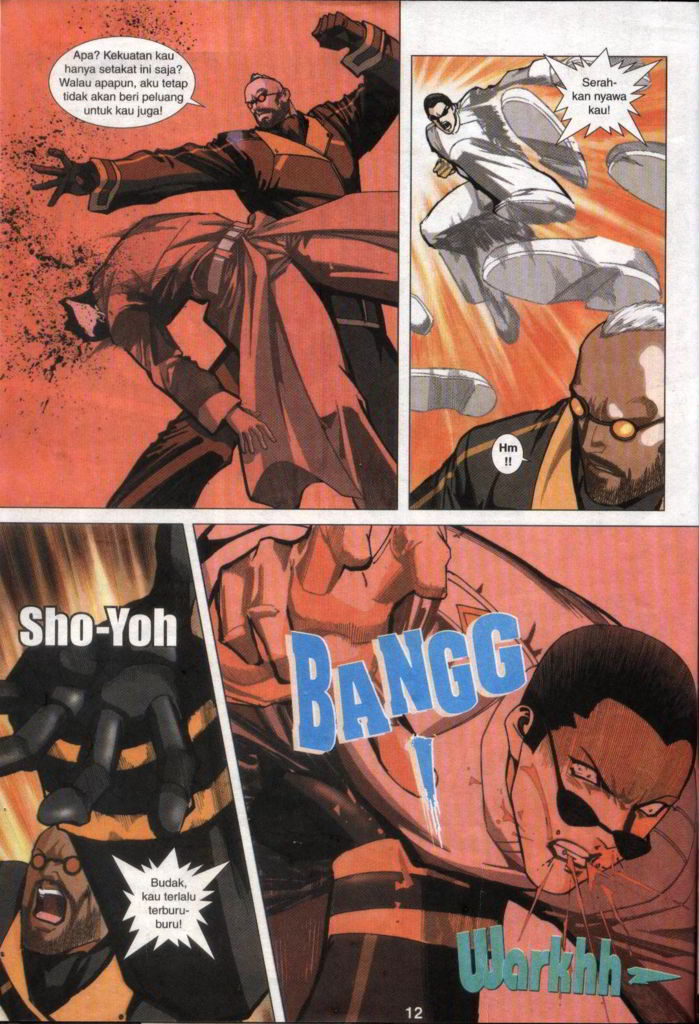 Apa? Kekuatan kau
hanya setakat ini saja?
Walau apapun, aku tetap
tidak akan beri peluang
untuk kau juga!
Serah-
kan nyawa
kau!
Hm
!!
Sho-Yoh
Budak,
kau terlalu
terburu-
buru!
BANGG
!
Warkhh
12